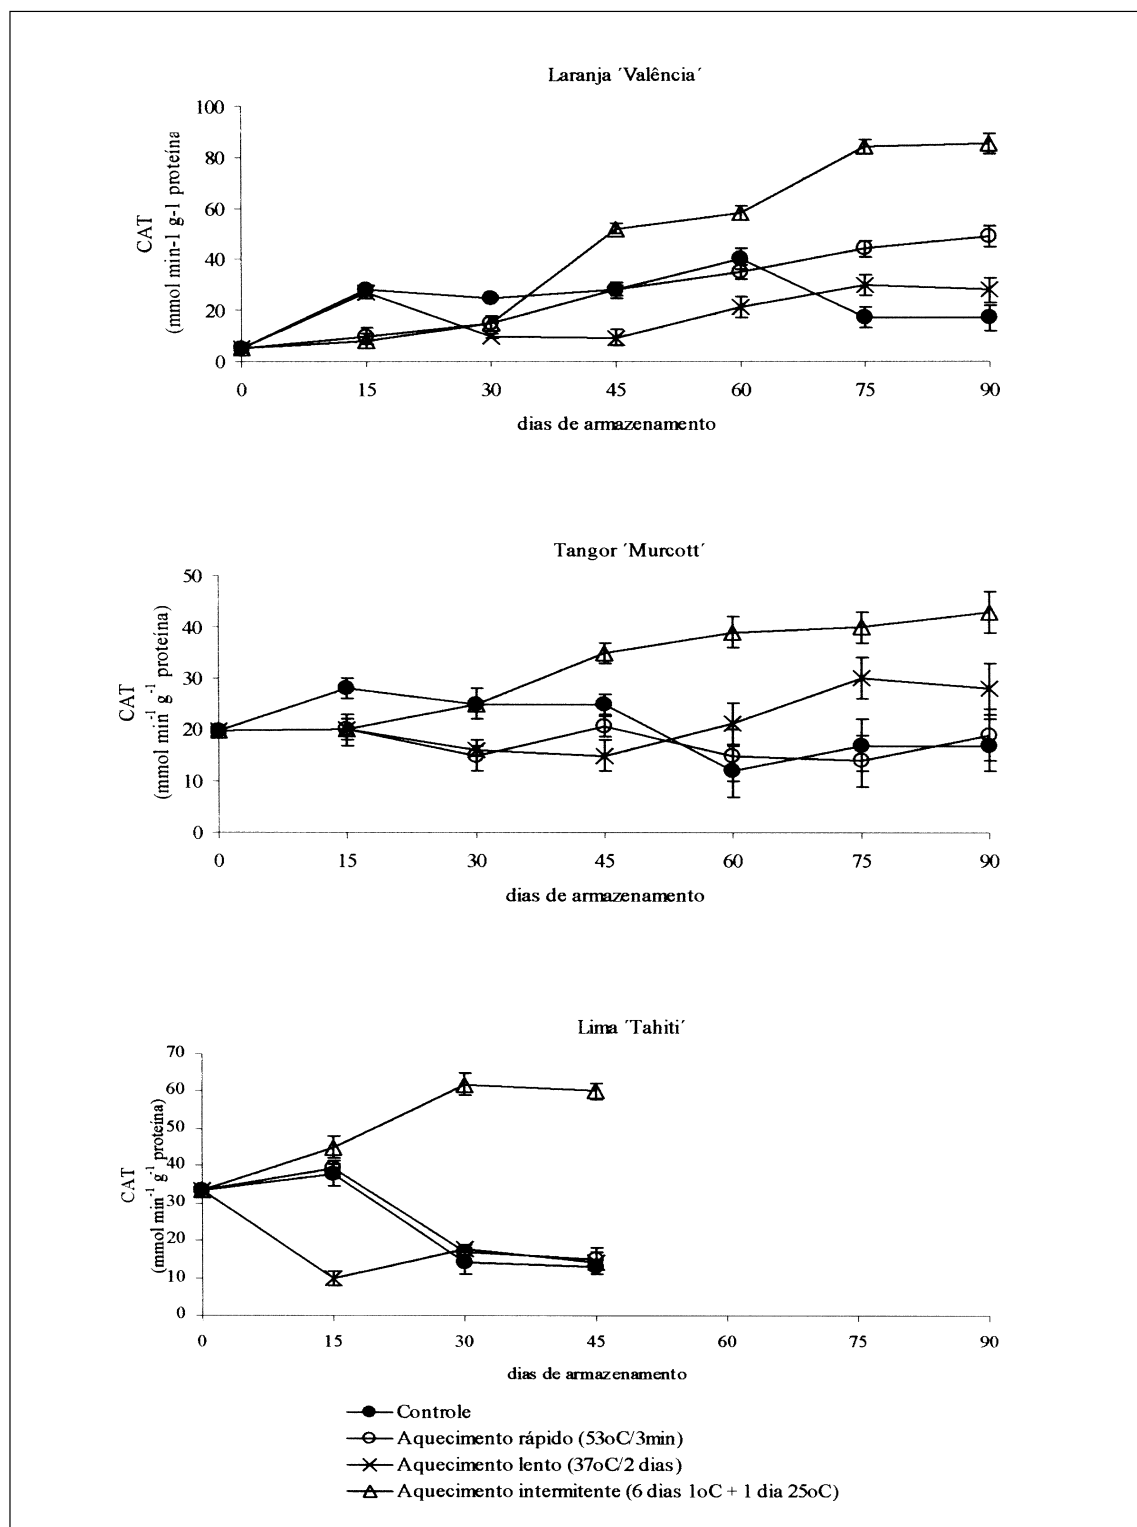 Laranja ´Valência´
CAT
(mmol min-1 g-1 proteína
100
80
60
40
20
0
0 15 30 45 60 75 90
dias de armazenamento
Tangor ´Murcott´
CAT
(mmol min⁻¹ g⁻¹ proteína)
50
40
30
20
10
0
0 15 30 45 60 75 90
dias de armazenamento
Lima ´Tahiti´
CAT
(mmol min⁻¹ g⁻¹ proteína)
70
60
50
40
30
20
10
0
0 15 30 45 60 75 90
dias de armazenamento
Controle
Aquecimento rápido (53oC/3min)
Aquecimento lento (37oC/2 dias)
Aquecimento intermitente (6 dias 1oC + 1 dia 25oC)